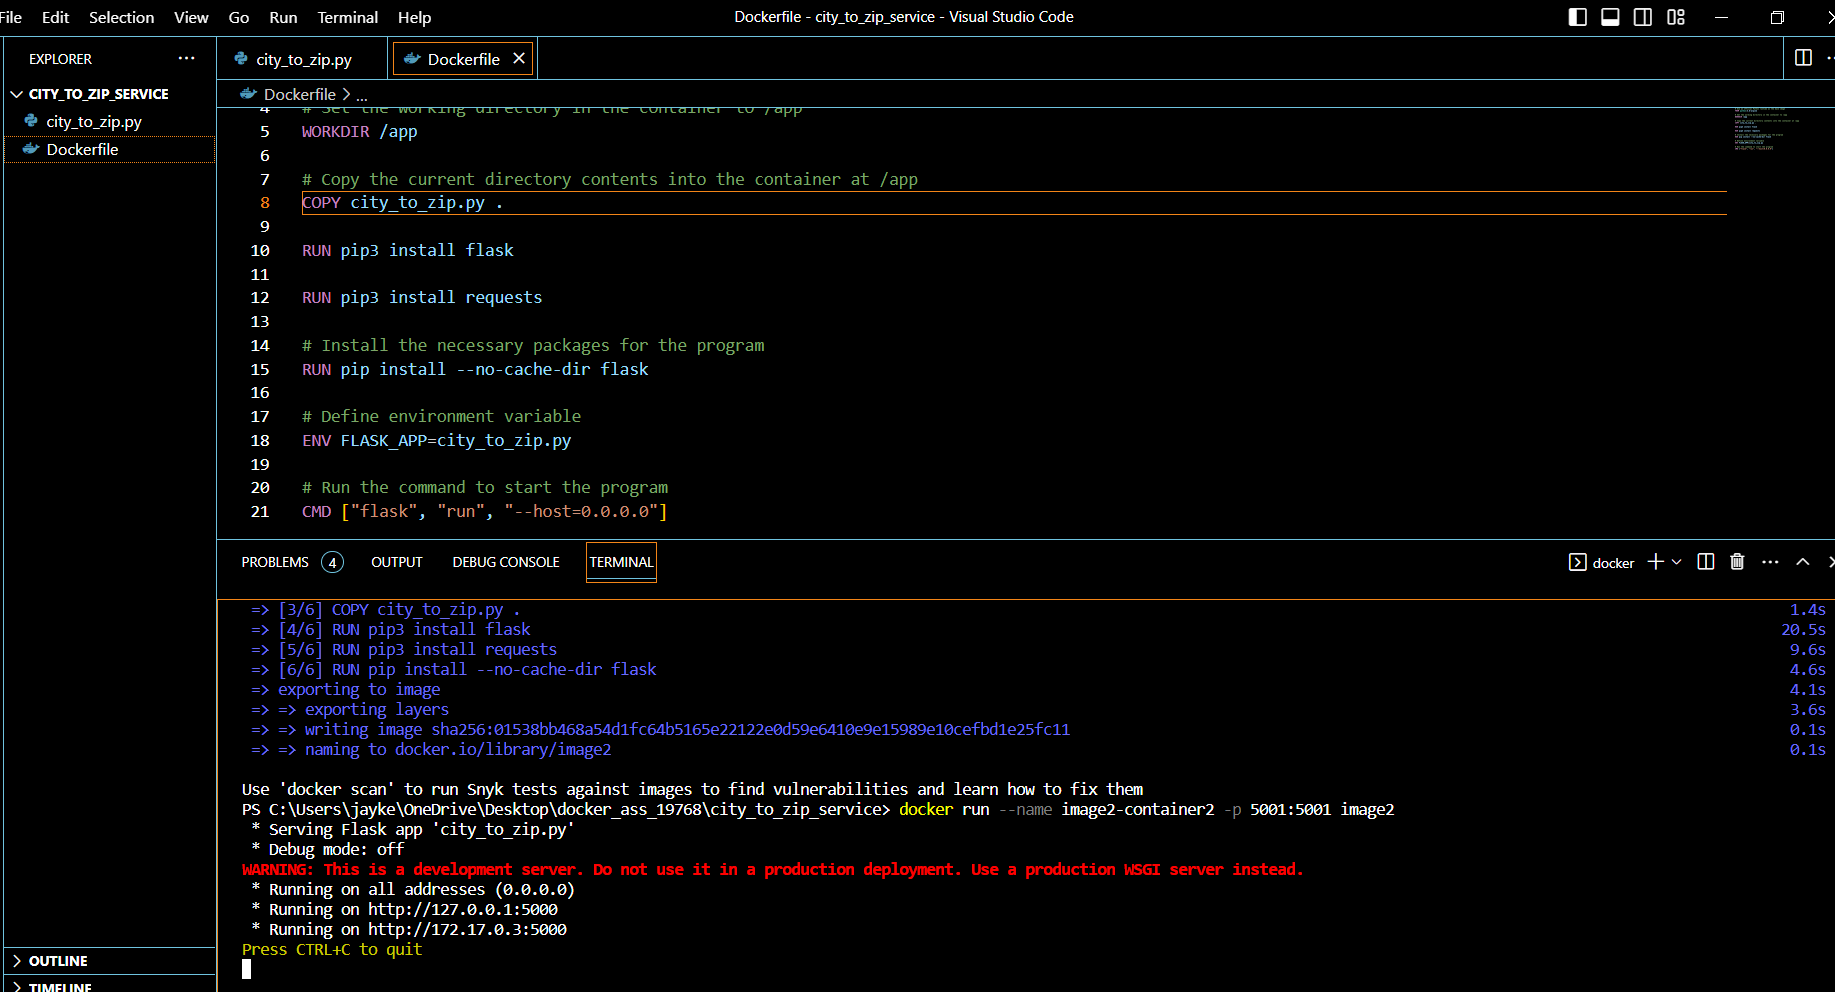 File Edit Selection View Go Run Terminal Help
Dockerfile - city_to_zip_service - Visual Studio Code
EXPLORER ···
CITY_TO_ZIP_SERVICE
city_to_zip.py
Dockerfile
OUTLINE
TIMELINE
city_to_zip.py
Dockerfile
Dockerfile > ...
4 # Set the working directory in the container to /app
5 WORKDIR /app
6
7 # Copy the current directory contents into the container at /app
8 COPY city_to_zip.py .
9
10 RUN pip3 install flask
11
12 RUN pip3 install requests
13
14 # Install the necessary packages for the program
15 RUN pip install --no-cache-dir flask
16
17 # Define environment variable
18 ENV FLASK_APP=city_to_zip.py
19
20 # Run the command to start the program
21 CMD ["flask", "run", "--host=0.0.0.0"]
PROBLEMS 4 OUTPUT DEBUG CONSOLE TERMINAL
docker
=> [3/6] COPY city_to_zip.py . 1.4s
=> [4/6] RUN pip3 install flask 20.5s
=> [5/6] RUN pip3 install requests 9.6s
=> [6/6] RUN pip install --no-cache-dir flask 4.6s
=> exporting to image 4.1s
=> => exporting layers 3.6s
=> => writing image sha256:01538bb468a54d1fc64b5165e22122e0d59e6410e9e15989e10cefbd1e25fc11 0.1s
=> => naming to docker.io/library/image2 0.1s
Use 'docker scan' to run Snyk tests against images to find vulnerabilities and learn how to fix them
PS C:\Users\jayke\OneDrive\Desktop\docker_ass_19768\city_to_zip_service> docker run --name image2-container2 -p 5001:5001 image2
* Serving Flask app 'city_to_zip.py'
* Debug mode: off
WARNING: This is a development server. Do not use it in a production deployment. Use a production WSGI server instead.
* Running on all addresses (0.0.0.0)
* Running on http://127.0.0.1:5000
* Running on http://172.17.0.3:5000
Press CTRL+C to quit